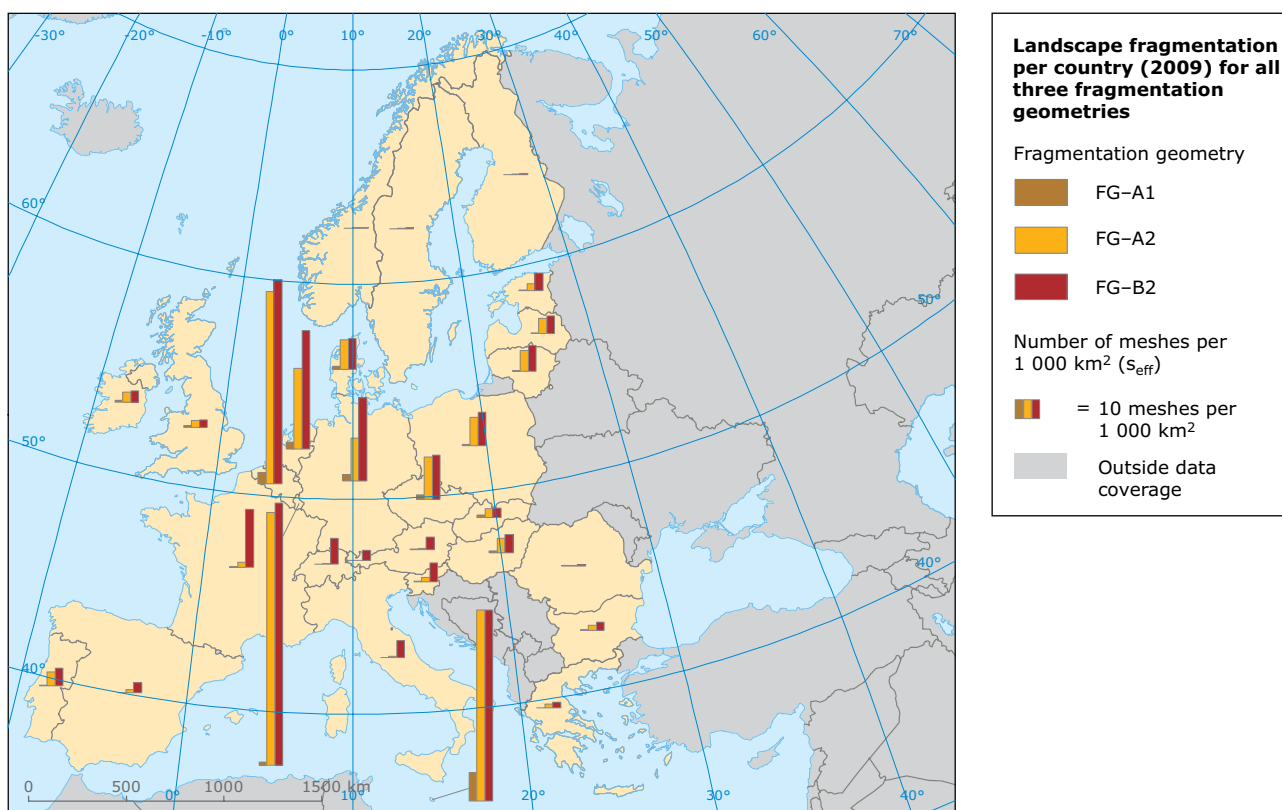 -30°
-20°
-10°
0°
10°
20°
30°
40°
50°
60°
70°
60°
50°
50°
40°
40°
0
500
1000
1500 km
0°
10°
20°
30°
40°
Landscape fragmentation
per country (2009) for all
three fragmentation
geometries
Fragmentation geometry
FG–A1
FG–A2
FG–B2
Number of meshes per
1 000 km² (seff)
= 10 meshes per
1 000 km²
Outside data
coverage